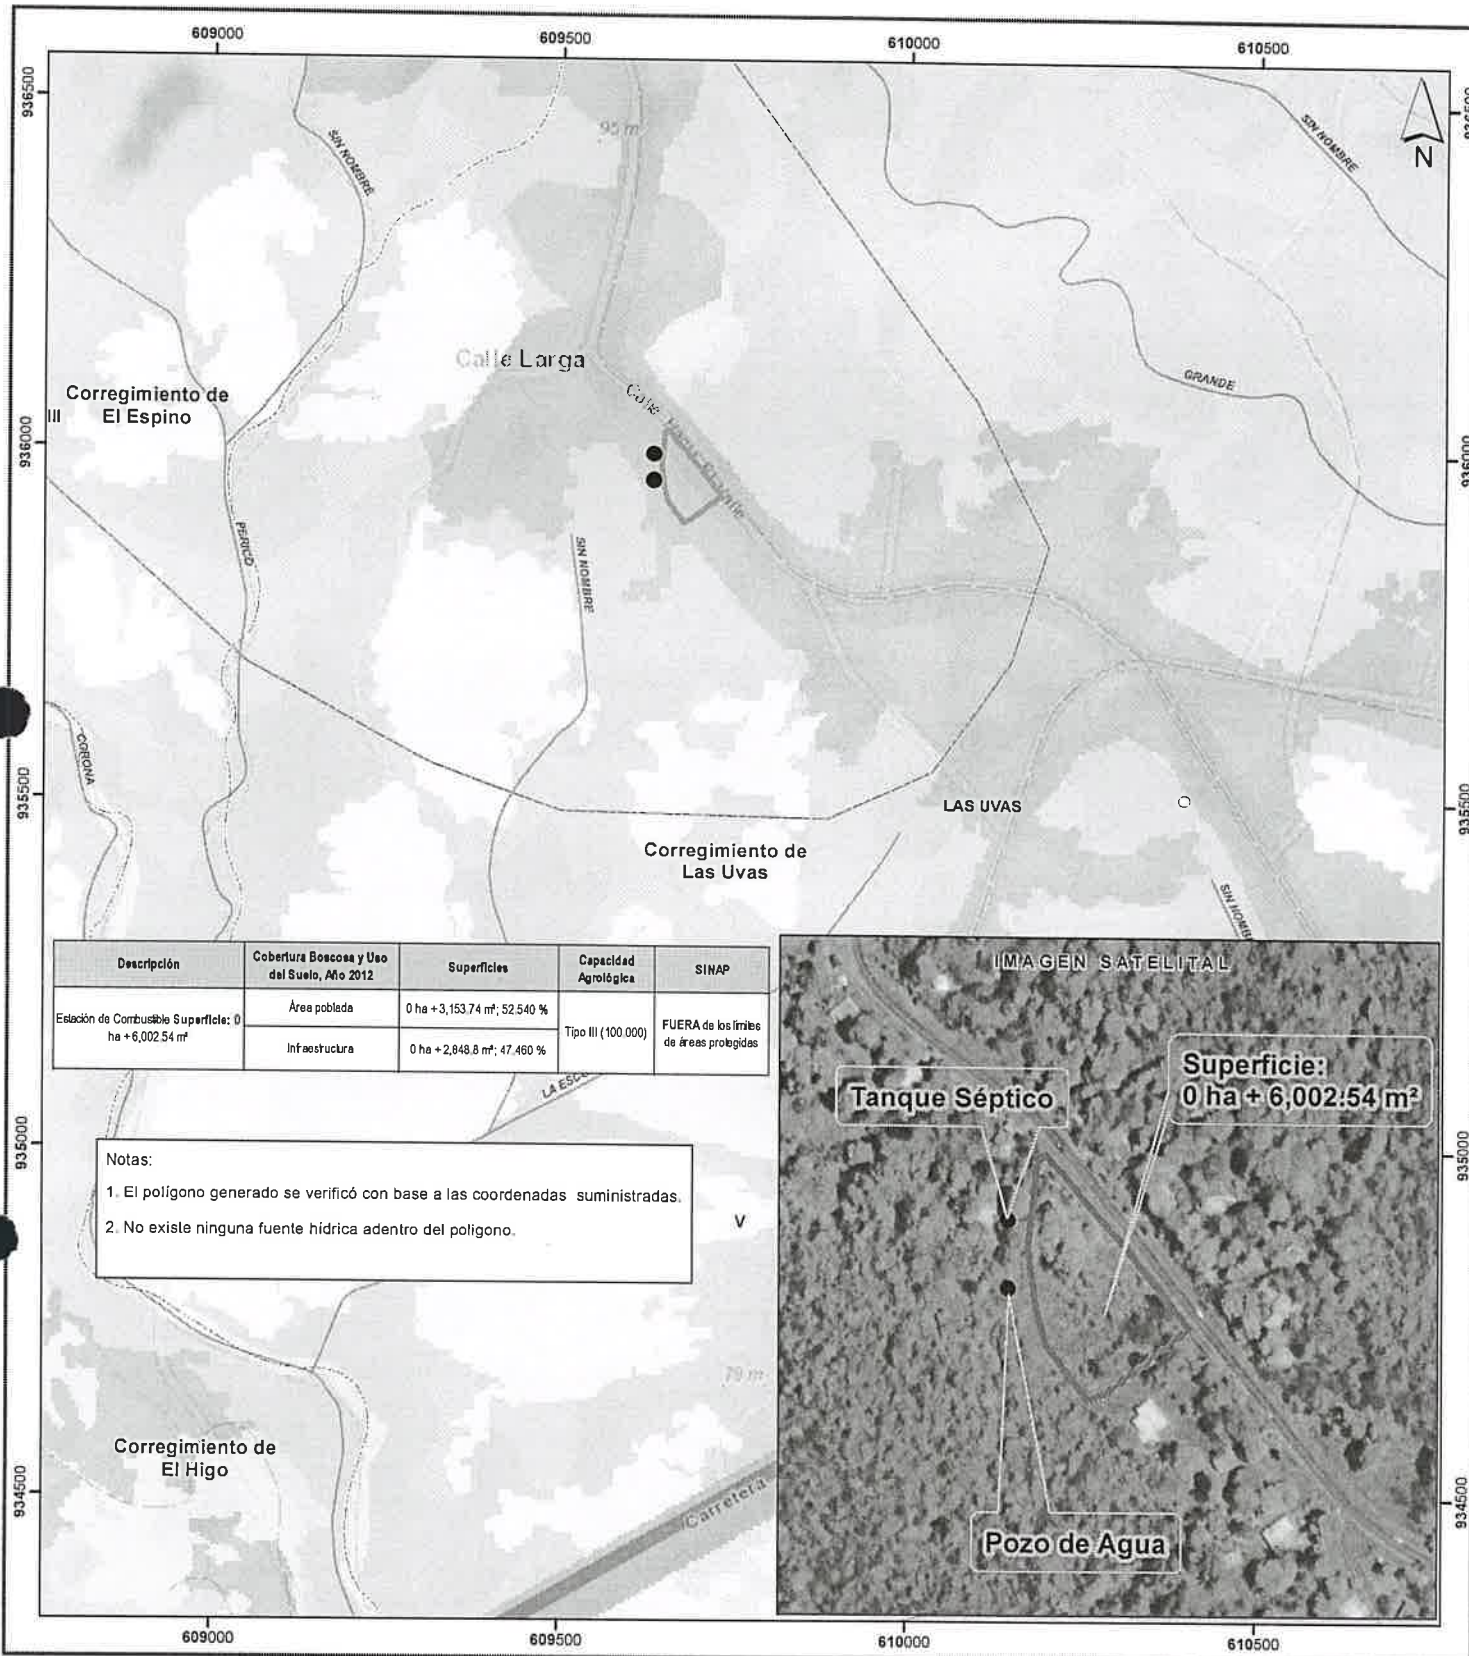 609000
609500
610000
610500
936500
95 m
SIN NOMBRE
SIN NOMBRE
N
Calle Larga
Corregimiento de
El Espino
III
GRANDE
936000
936000
Calle
PERICO
SIN NOMBRE
CORONA
935500
935500
LAS UVAS
Corregimiento de
Las Uvas
Descripción
Cobertura Boscosa y Uso
del Suelo, Año 2012
Superficies
Capacidad
Agrológica
SINAP
Estación de Combustible Superficie: 0
ha + 6,002.54 m²
Área poblada
0 ha + 3,153.74 m²; 52.540 %
Infraestructura
0 ha + 2,848.8 m²; 47.460 %
Tipo III (100.000)
FUERA de los límites
de áreas protegidas
IMAGEN SATELITAL
Tanque Séptico
Superficie:
0 ha + 6,002.54 m²
Pozo de Agua
935000
935000
Notas:
1. El polígono generado se verificó con base a las coordenadas suministradas.
2. No existe ninguna fuente hídrica adentro del polígono.
V
79 m
Corregimiento de
El Higo
Carretera
934500
934500
609000
609500
610000
610500